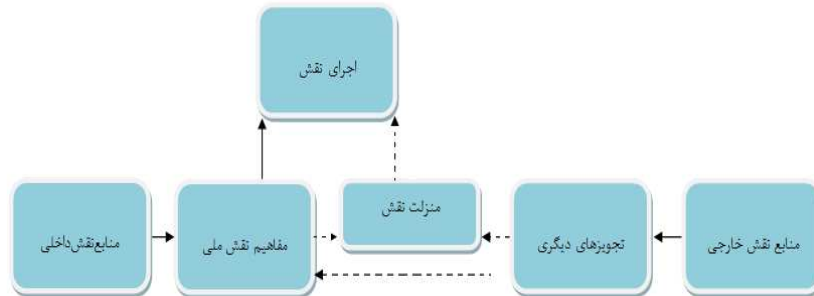 اجرای نقش
منزلت نقش
منابع نقش خارجی
تجویزهای دیگری
مفاهیم نقش ملی
منابع‌نقش‌داخلی